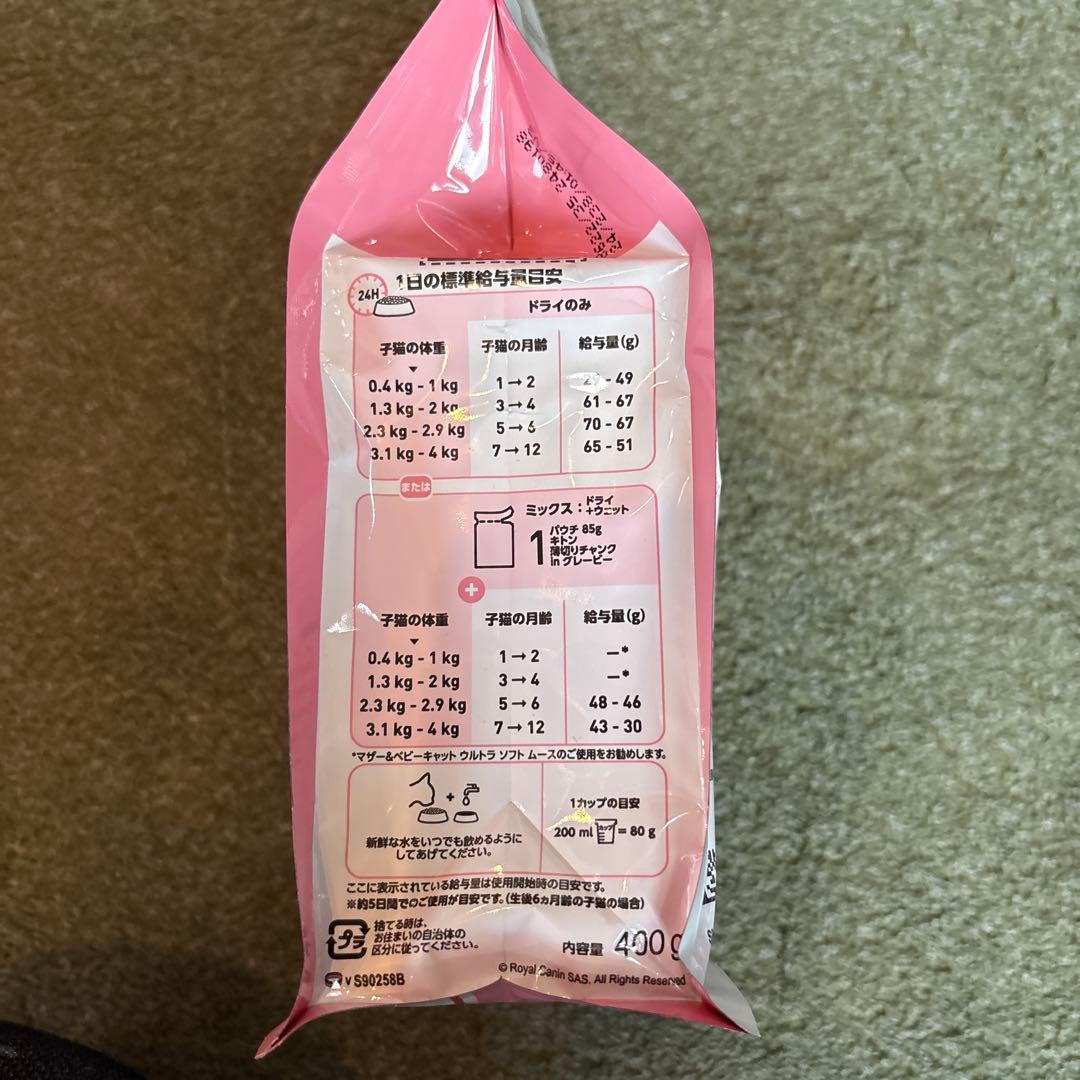 24H
1日の標準給与量目安
ドライのみ
子猫の体重 子猫の月齢 給与量(g)
0.4 kg - 1 kg 1→2 - 49
1.3 kg - 2 kg 3→4 61 - 67
2.3 kg - 2.9 kg 5→6 70 - 67
3.1 kg - 4 kg 7→12 65 - 51
または
ミックス：ドライ
+ウェット
1 パウチ 85g
キトン
薄切りチャンク
in グレービー
+
子猫の体重 子猫の月齢 給与量(g)
0.4 kg - 1 kg 1→2 –*
1.3 kg - 2 kg 3→4 –*
2.3 kg - 2.9 kg 5→6 48 - 46
3.1 kg - 4 kg 7→12 43 - 30
*マザー&ベビーキャット ウルトラ ソフト ムースのご使用をお勧めします。
+
新鮮な水をいつでも飲めるように
してあげてください。
1カップの目安
200 ml カップ = 80 g
ここに表示されている給与量は使用開始時の目安です。
※約5日間でのご使用が目安です。(生後6ヵ月齢の子猫の場合)
プラ
捨てる時は、
お住まいの自治体の
区分に従ってください。
内容量 400 g
© Royal Canin SAS. All Rights Reserved
V S90258B